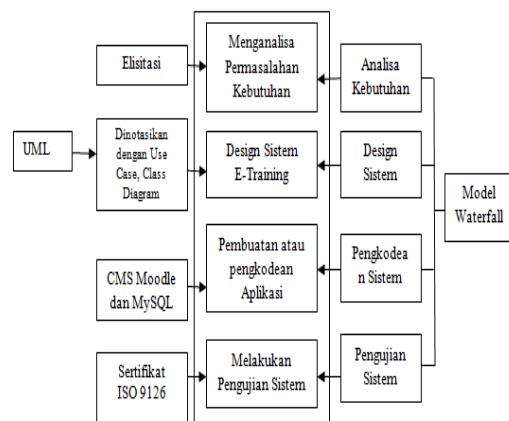 Elisitasi
Menganalisa
Permasalahan
Kebutuhan
Analisa
Kebutuhan
UML
Dinotasikan
dengan Use
Case, Class
Diagram
Design Sistem
E-Training
Design
Sistem
Model
Waterfall
CMS Moodle
dan MySQL
Pembuatan atau
pengkodean
Aplikasi
Pengkodea
n Sistem
Sertifikat
ISO 9126
Melakukan
Pengujian Sistem
Pengujian
Sistem